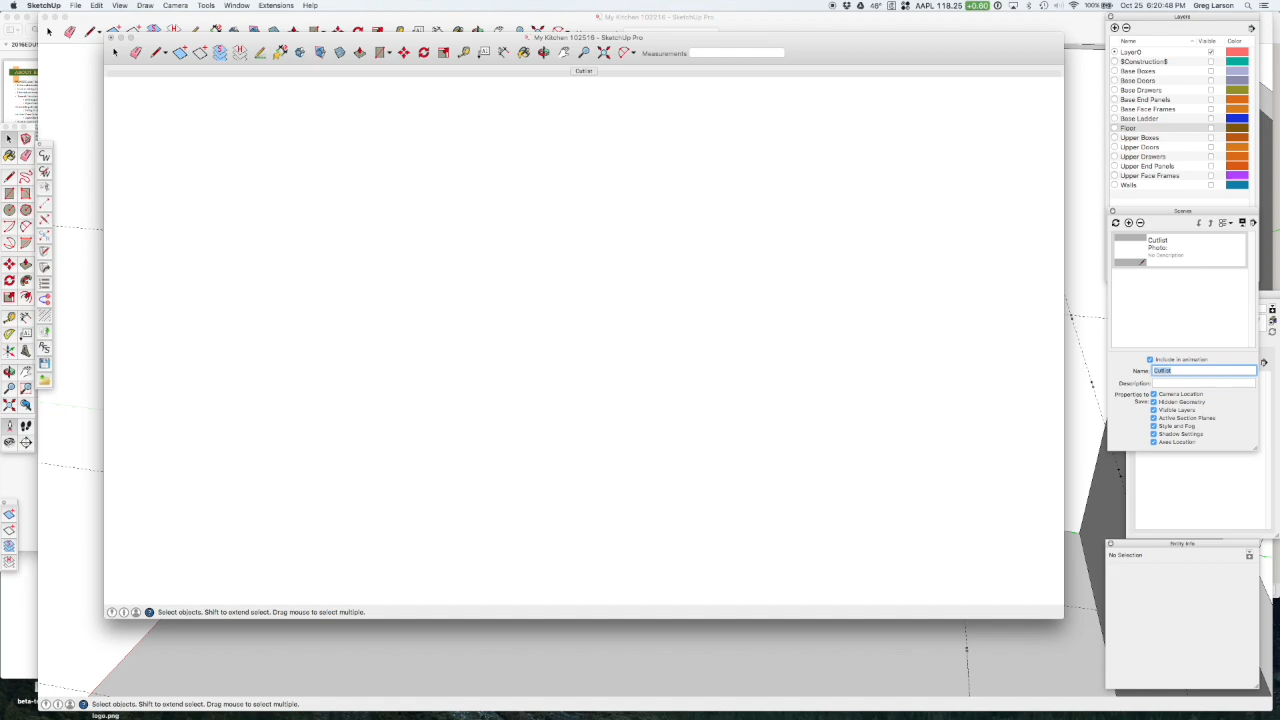 SketchUp File Edit View Draw Camera Tools Window Extensions Help
46° AAPL 118.25 +0.60 100% Oct 25 6:20:48 PM Greg Larson
My Kitchen 102216 - SketchUp Pro
My Kitchen 102516 - SketchUp Pro
Measurements
Cutlist
Layers
Name Visible Color
Layer0
$Construction$
Base Boxes
Base Doors
Base Drawers
Base End Panels
Base Face Frames
Base Ladder
Floor
Upper Boxes
Upper Doors
Upper Drawers
Upper End Panels
Upper Face Frames
Walls
Scenes
Cutlist
Photo:
No Description
Include in animation
Name: Cutlist
Description:
Properties to Save:
Camera Location
Hidden Geometry
Visible Layers
Active Section Planes
Style and Fog
Shadow Settings
Axes Location
Entity Info
No Selection
Select objects. Shift to extend select. Drag mouse to select multiple.
Select objects. Shift to extend select. Drag mouse to select multiple.
logo.png